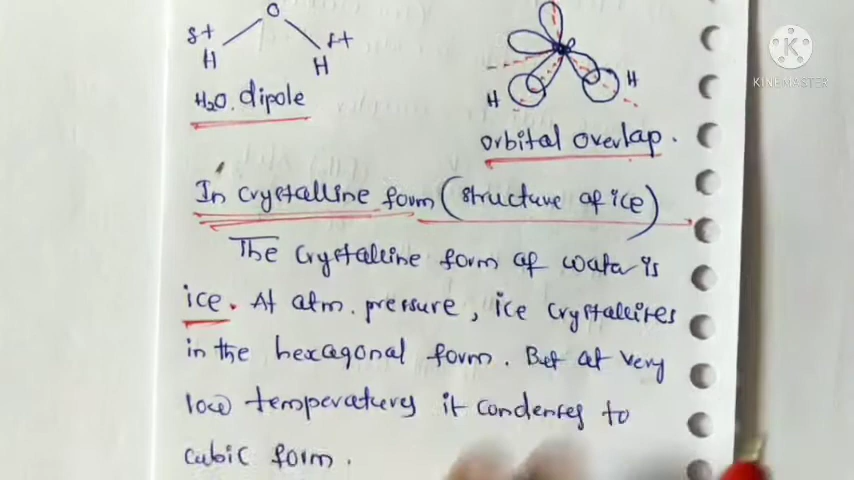 O
δ+ δ+
H H
H H
H₂O dipole
orbital overlap.
In crystalline form (structure of ice)
The Crystalline form of water is
ice. At atm. pressure, ice crystallizes
in the hexagonal form. But at very
low temperatures it condenses to
cubic form.
K
KINEMASTER